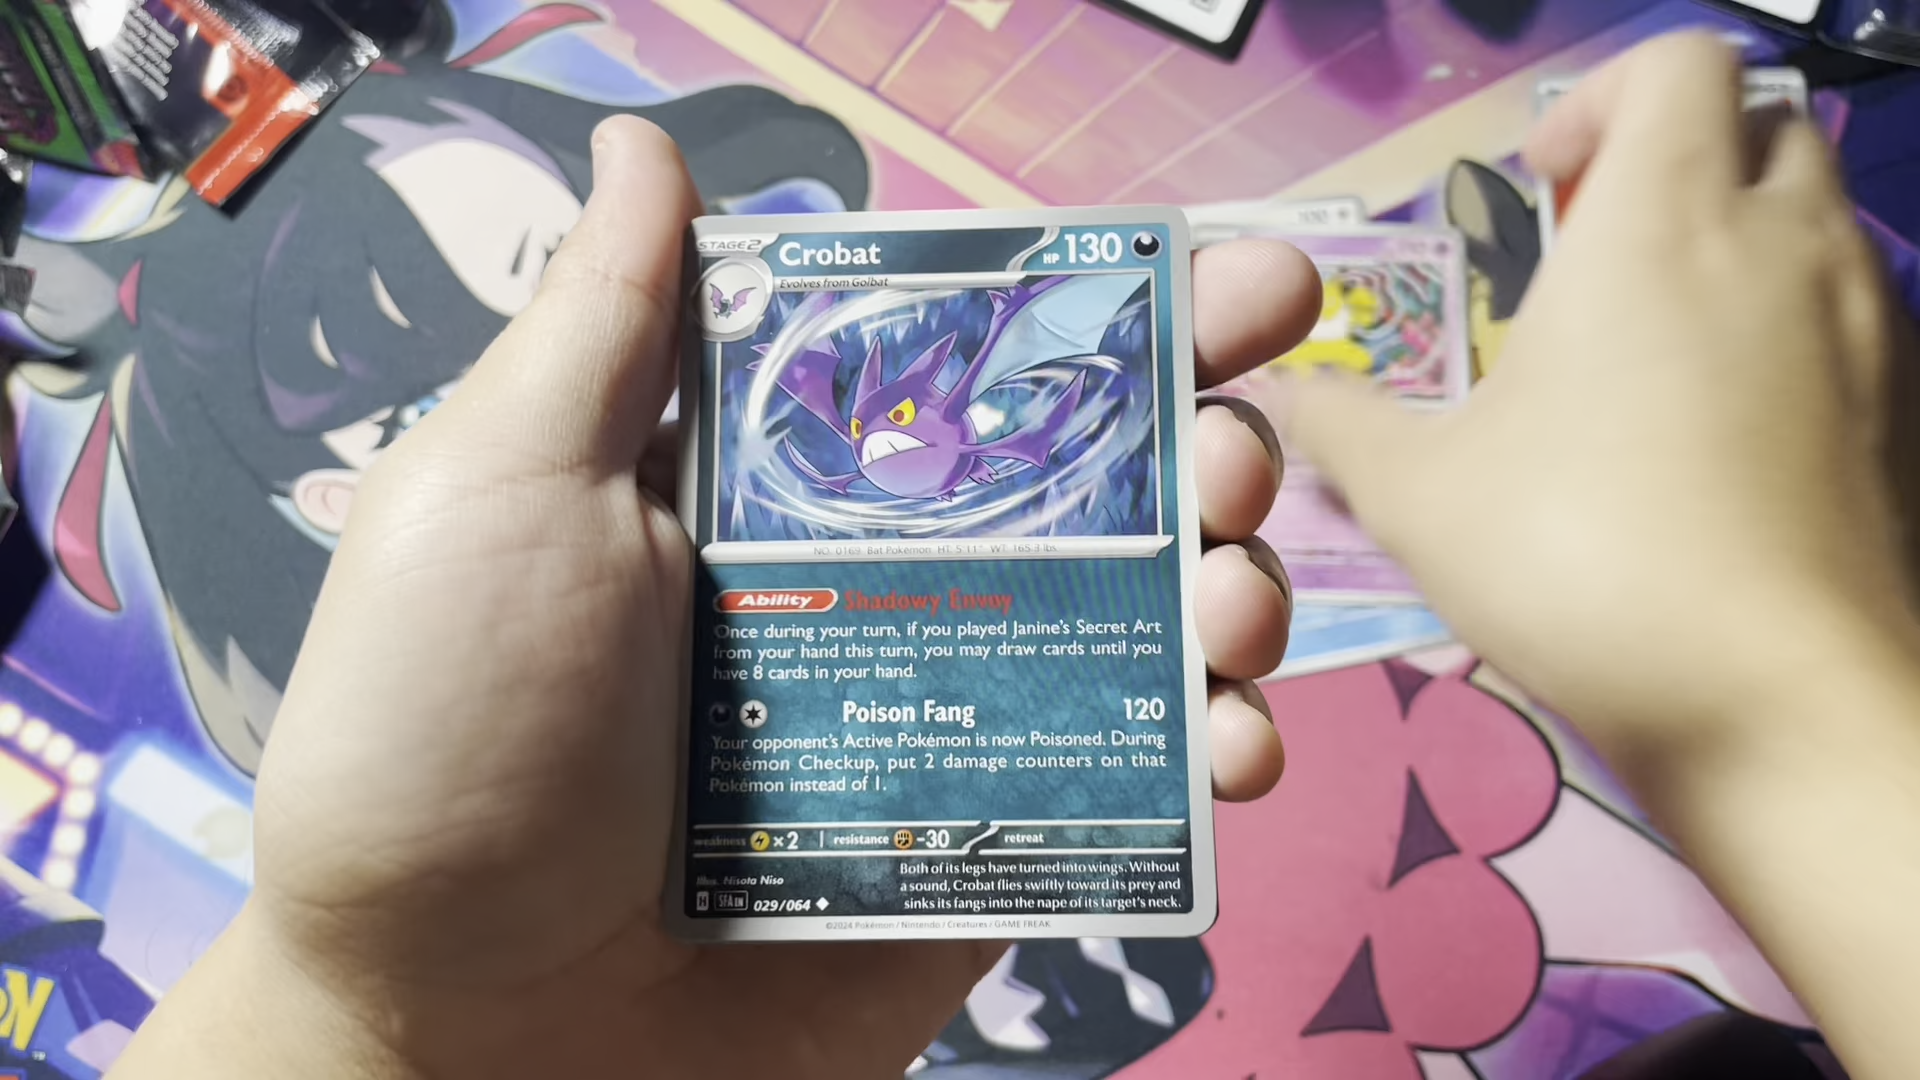 STAGE2 Crobat HP 130
Evolves from Golbat
NO. 0169 Bat Pokémon HT: 5'11" WT: 165.3 lbs
Ability Shadowy Envoy
Once during your turn, if you played Janine's Secret Art
from your hand this turn, you may draw cards until you
have 8 cards in your hand.
Poison Fang 120
Your opponent's Active Pokémon is now Poisoned. During
Pokémon Checkup, put 2 damage counters on that
Pokémon instead of 1.
weakness ×2 resistance -30 retreat
Illus. Nisota Niso
Both of its legs have turned into wings. Without
a sound, Crobat flies swiftly toward its prey and
sinks its fangs into the nape of its target's neck.
H SFA EN 029/064
©2024 Pokémon / Nintendo / Creatures / GAME FREAK